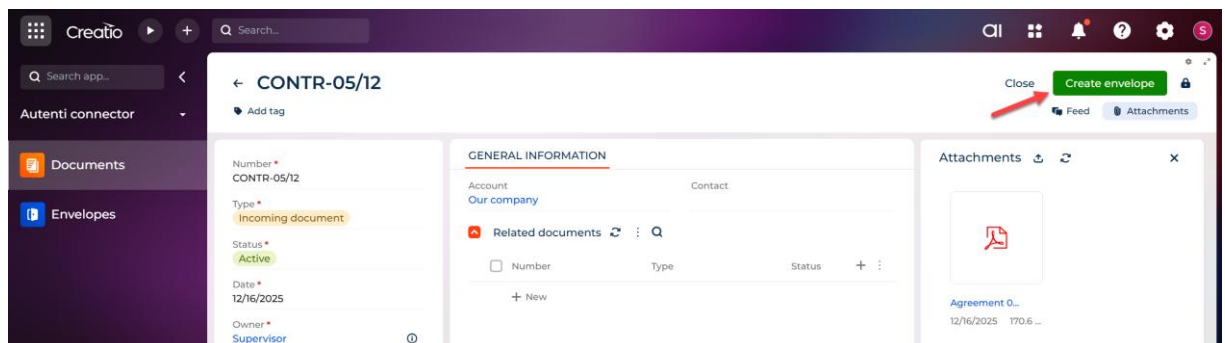 Creatio
Search...
Search app...
Autenti connector
Documents
Envelopes
← CONTR-05/12
Add tag
Close
Create envelope
Feed
Attachments
Number*
CONTR-05/12
Type*
Incoming document
Status*
Active
Date*
12/16/2025
Owner*
Supervisor
GENERAL INFORMATION
Account
Contact
Our company
Related documents
Number Type Status
+ New
Attachments
Agreement 0...
12/16/2025 170.6 ...
S